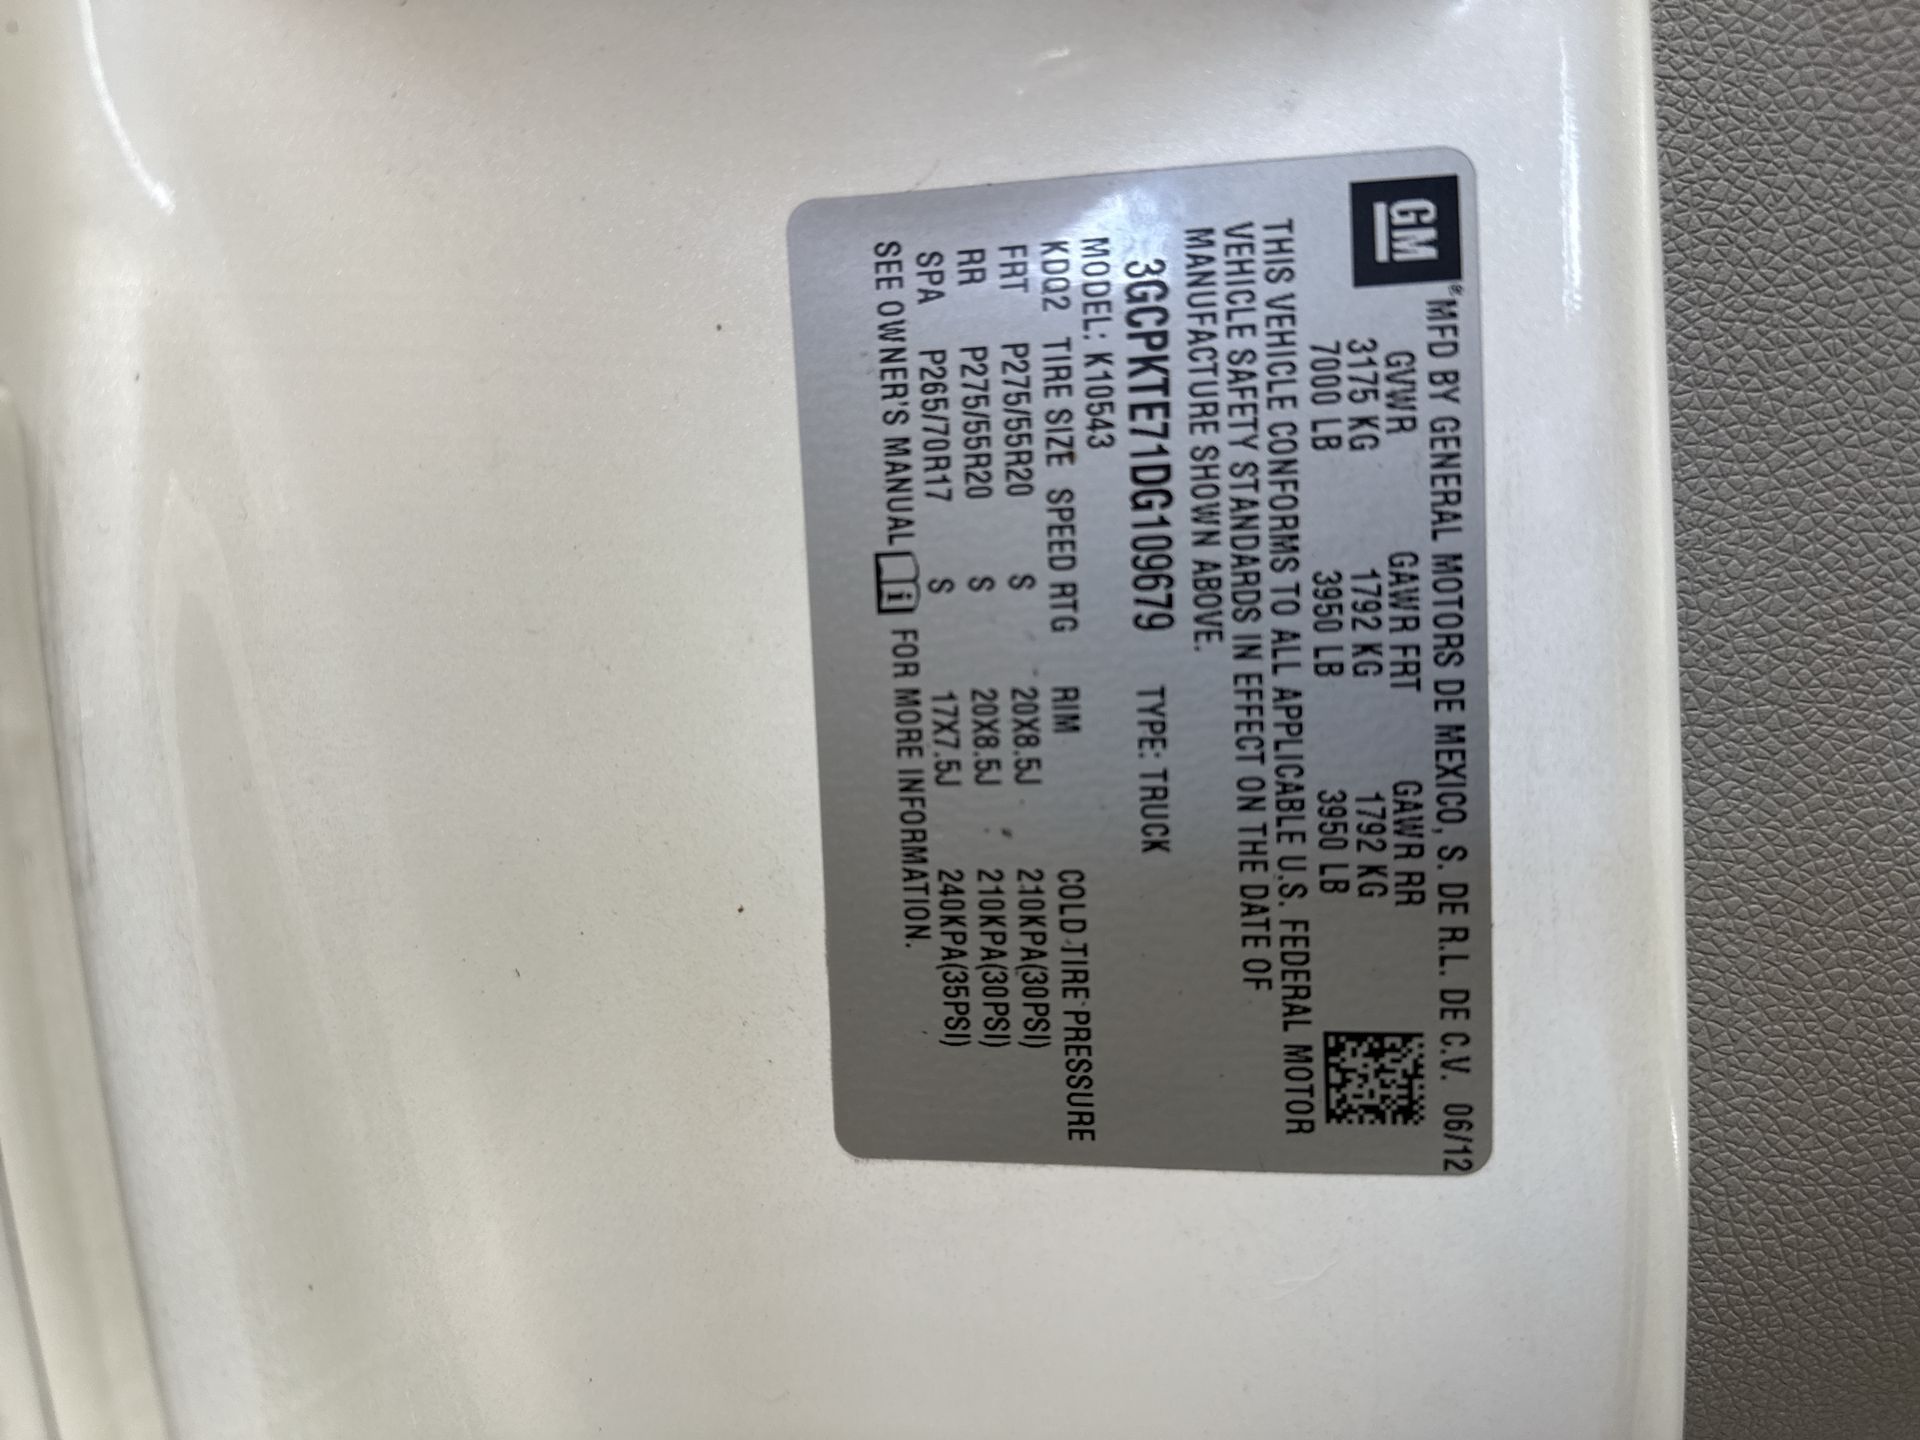 GM
®MFD BY GENERAL MOTORS DE MEXICO, S. DE R.L. DE C.V. 06/12
GVWR GAWR FRT GAWR RR
3175 KG 1792 KG 1792 KG
7000 LB 3950 LB 3950 LB
THIS VEHICLE CONFORMS TO ALL APPLICABLE U.S. FEDERAL MOTOR
VEHICLE SAFETY STANDARDS IN EFFECT ON THE DATE OF
MANUFACTURE SHOWN ABOVE.
3GCPKTE71DG109679 TYPE: TRUCK
MODEL: K10543
KDQ2 TIRE SIZE SPEED RTG RIM COLD TIRE PRESSURE
FRT P275/55R20 S 20X8.5J 210KPA(30PSI)
RR P275/55R20 S 20X8.5J 210KPA(30PSI)
SPA P265/70R17 S 17X7.5J 240KPA(35PSI)
SEE OWNER'S MANUAL i FOR MORE INFORMATION.